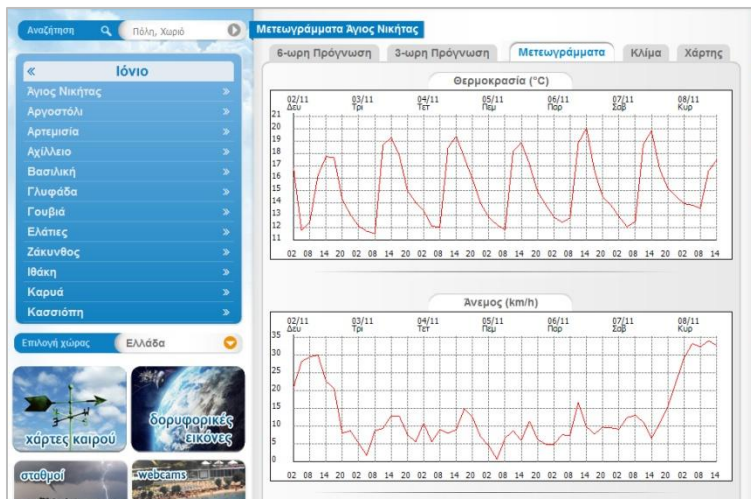 Αναζήτηση
Πόλη, Χωριό
«
Ιόνιο
Άγιος Νικήτας »
Αργοστόλι »
Αρτεμισία »
Αχίλλειο »
Βασιλική »
Γλυφάδα »
Γουβιά »
Ελάτιες »
Ζάκυνθος »
Ιθάκη »
Καρυά »
Κασσιόπη »
Επιλογή χώρας
Ελλάδα
χάρτες καιρού
δορυφορικές
εικόνες
σταθμοί
webcams
Μετεωγράμματα Άγιος Νικήτας
6-ωρη Πρόγνωση 3-ωρη Πρόγνωση Μετεωγράμματα Κλίμα Χάρτης
Θερμοκρασία (°C)
02/11 03/11 04/11 05/11 06/11 07/11 08/11
Δευ Τρι Τετ Πεμ Παρ Σαβ Κυρ
21
20
19
18
17
16
15
14
13
12
11
02 08 14 20 02 08 14 20 02 08 14 20 02 08 14 20 02 08 14 20 02 08 14 20 02 08 14
Άνεμος (km/h)
02/11 03/11 04/11 05/11 06/11 07/11 08/11
Δευ Τρι Τετ Πεμ Παρ Σαβ Κυρ
35
30
25
20
15
10
5
0
02 08 14 20 02 08 14 20 02 08 14 20 02 08 14 20 02 08 14 20 02 08 14 20 02 08 14